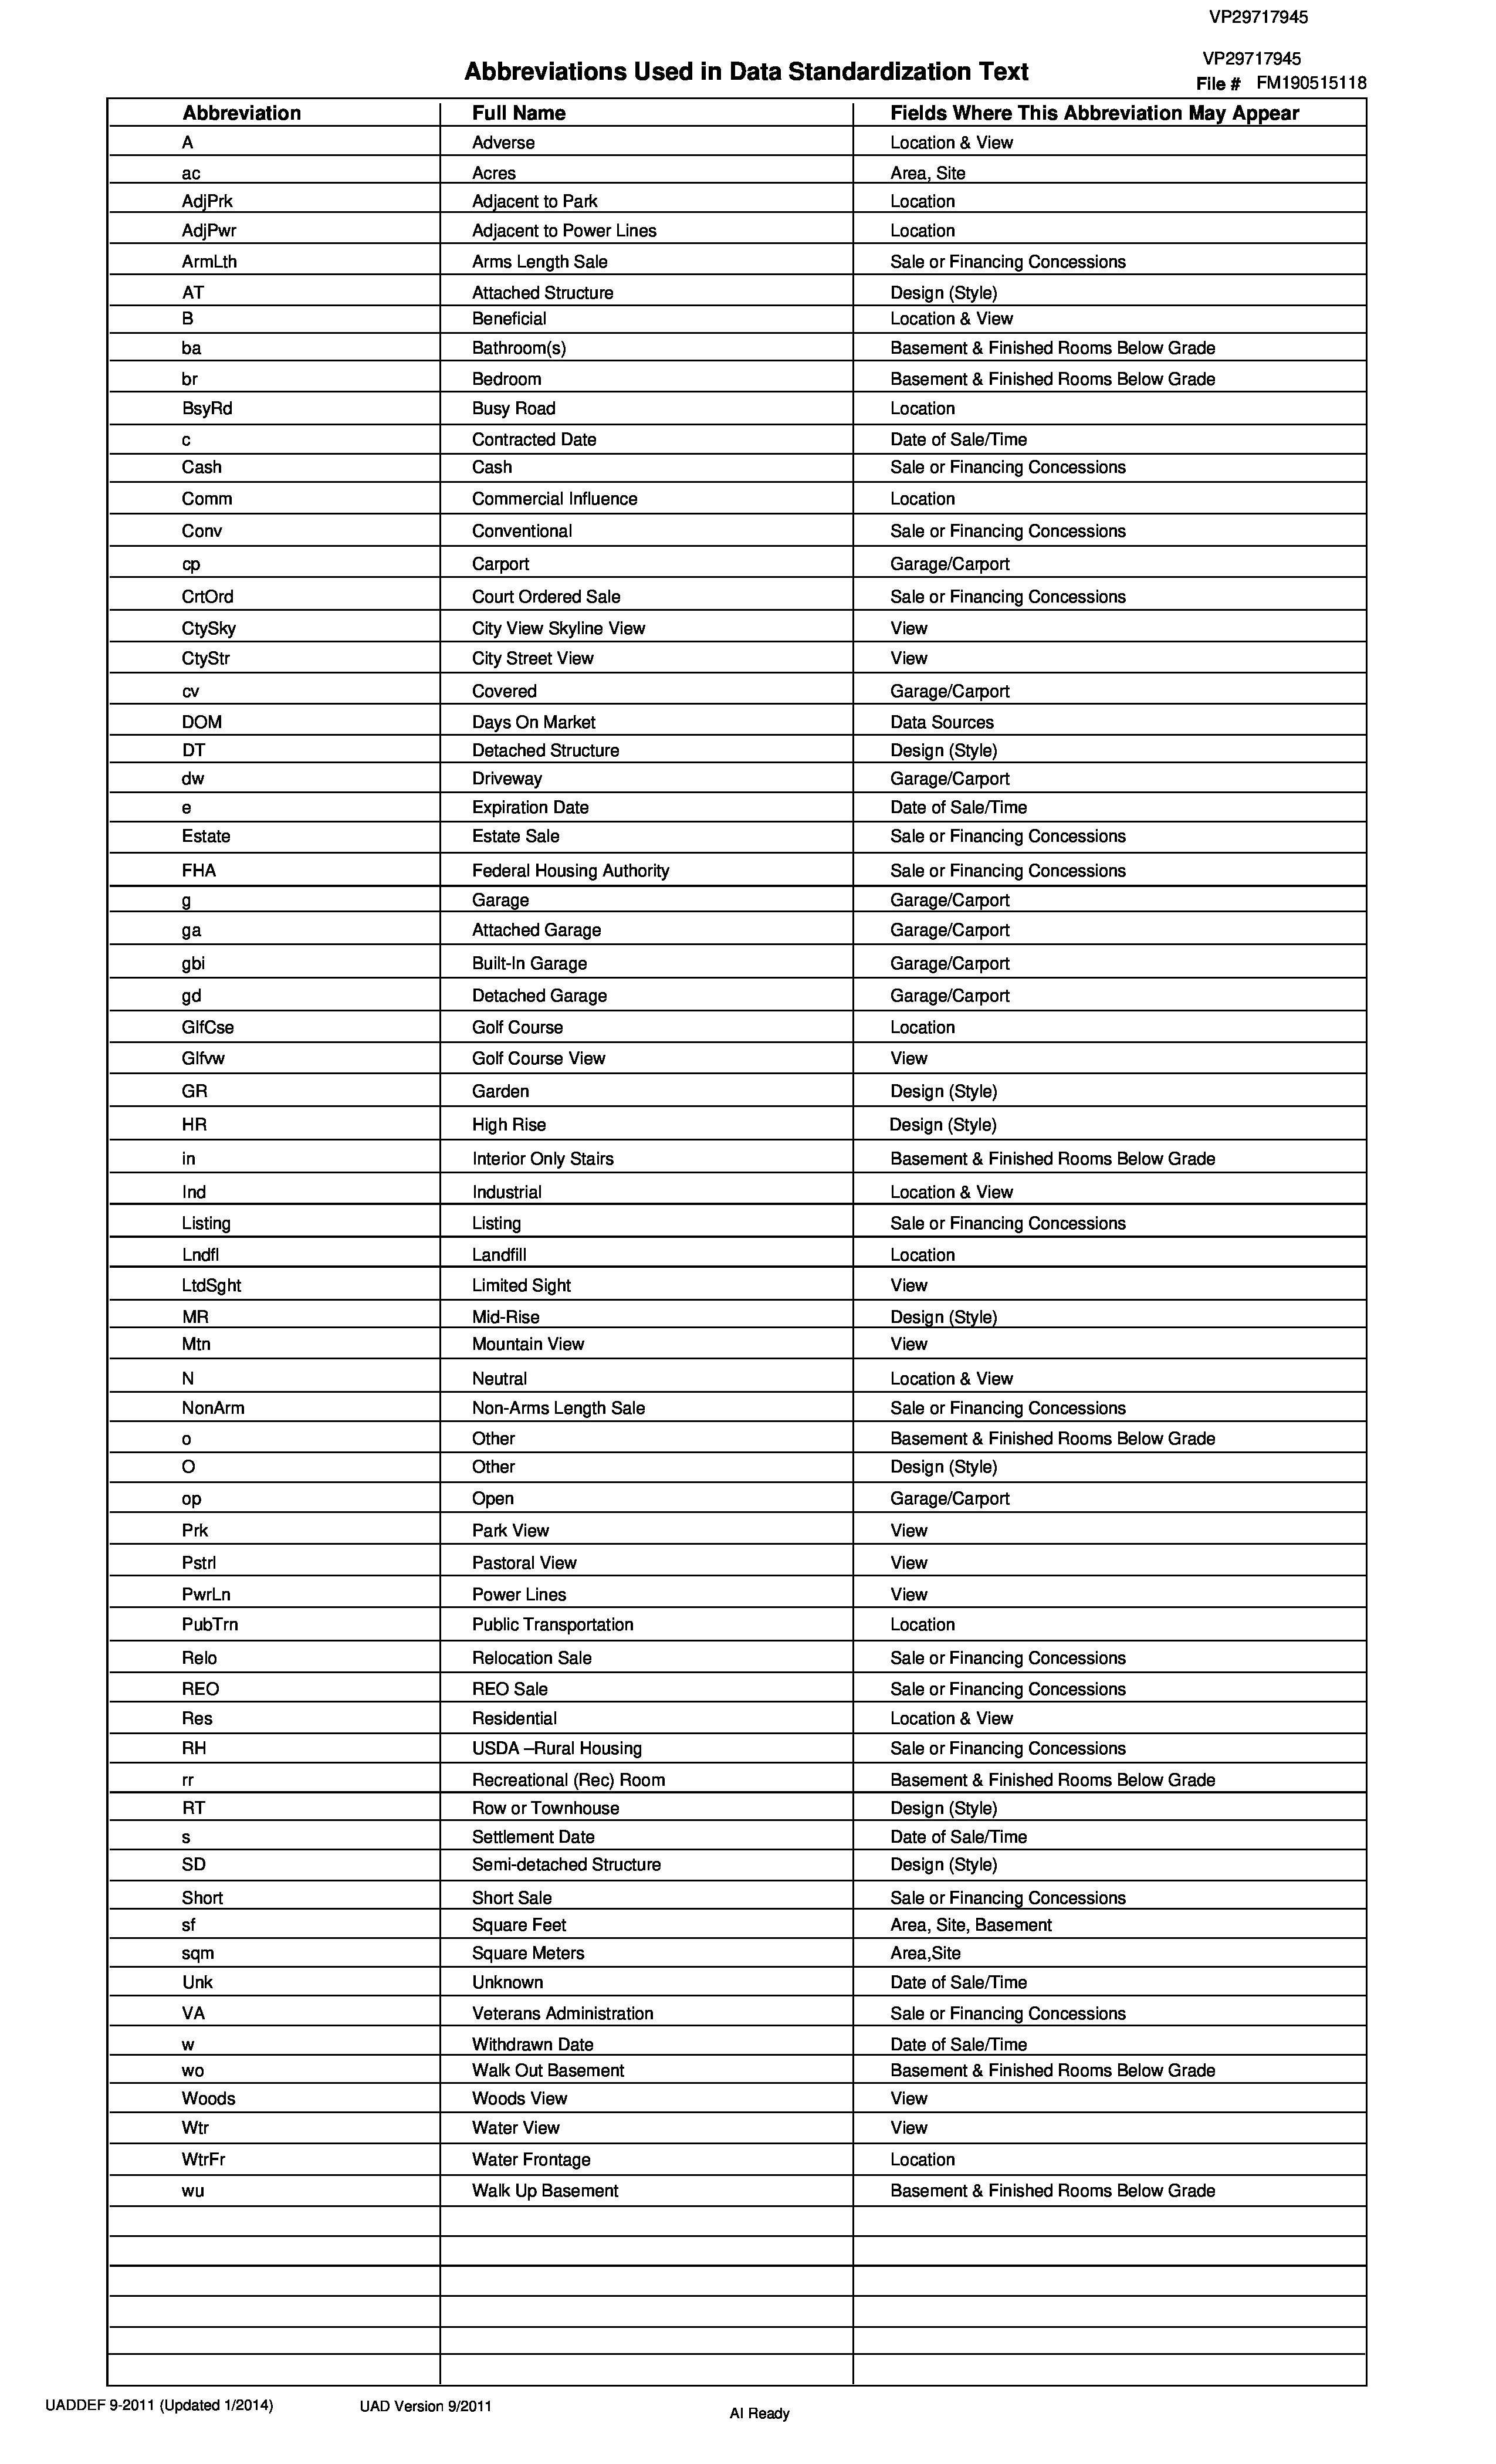 VP29717945
VP29717945
Abbreviations Used in Data Standardization Text
File # FM190515118
Abbreviation Full Name Fields Where This Abbreviation May Appear
A Adverse Location & View
ac Acres Area, Site
AdjPrk Adjacent to Park Location
AdjPwr Adjacent to Power Lines Location
ArmLth Arms Length Sale Sale or Financing Concessions
AT Attached Structure Design (Style)
B Beneficial Location & View
ba Bathroom(s) Basement & Finished Rooms Below Grade
br Bedroom Basement & Finished Rooms Below Grade
BsyRd Busy Road Location
c Contracted Date Date of Sale/Time
Cash Cash Sale or Financing Concessions
Comm Commercial Influence Location
Conv Conventional Sale or Financing Concessions
cp Carport Garage/Carport
CrtOrd Court Ordered Sale Sale or Financing Concessions
CtySky City View Skyline View View
CtyStr City Street View View
cv Covered Garage/Carport
DOM Days On Market Data Sources
DT Detached Structure Design (Style)
dw Driveway Garage/Carport
e Expiration Date Date of Sale/Time
Estate Estate Sale Sale or Financing Concessions
FHA Federal Housing Authority Sale or Financing Concessions
g Garage Garage/Carport
ga Attached Garage Garage/Carport
gbi Built-In Garage Garage/Carport
gd Detached Garage Garage/Carport
GlfCse Golf Course Location
Glfvw Golf Course View View
GR Garden Design (Style)
HR High Rise Design (Style)
in Interior Only Stairs Basement & Finished Rooms Below Grade
Ind Industrial Location & View
Listing Listing Sale or Financing Concessions
Lndfl Landfill Location
LtdSght Limited Sight View
MR Mid-Rise Design (Style)
Mtn Mountain View View
N Neutral Location & View
NonArm Non-Arms Length Sale Sale or Financing Concessions
o Other Basement & Finished Rooms Below Grade
O Other Design (Style)
op Open Garage/Carport
Prk Park View View
Pstrl Pastoral View View
PwrLn Power Lines View
PubTrn Public Transportation Location
Relo Relocation Sale Sale or Financing Concessions
REO REO Sale Sale or Financing Concessions
Res Residential Location & View
RH USDA –Rural Housing Sale or Financing Concessions
rr Recreational (Rec) Room Basement & Finished Rooms Below Grade
RT Row or Townhouse Design (Style)
s Settlement Date Date of Sale/Time
SD Semi-detached Structure Design (Style)
Short Short Sale Sale or Financing Concessions
sf Square Feet Area, Site, Basement
sqm Square Meters Area,Site
Unk Unknown Date of Sale/Time
VA Veterans Administration Sale or Financing Concessions
w Withdrawn Date Date of Sale/Time
wo Walk Out Basement Basement & Finished Rooms Below Grade
Woods Woods View View
Wtr Water View View
WtrFr Water Frontage Location
wu Walk Up Basement Basement & Finished Rooms Below Grade
UADDEF 9-2011 (Updated 1/2014) UAD Version 9/2011
AI Ready